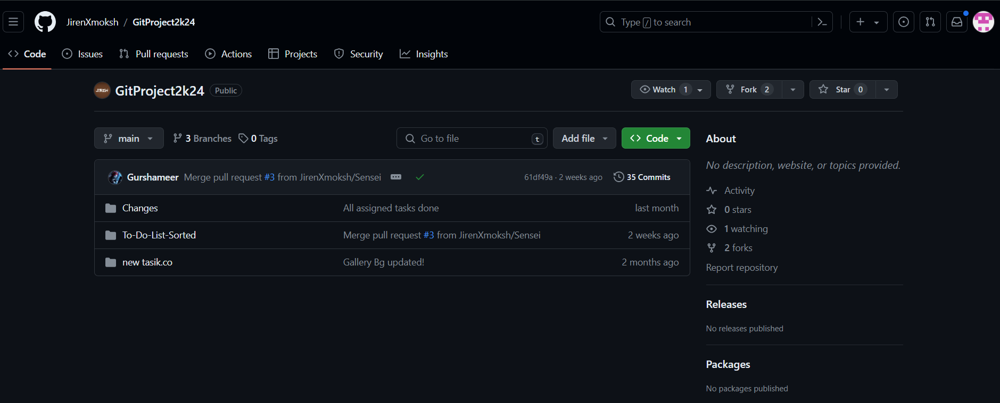 JirenXmoksh / GitProject2k24
Type / to search
Code Issues Pull requests Actions Projects Security Insights
JIREN GitProject2k24 Public
Watch 1 Fork 2 Star 0
main 3 Branches 0 Tags Go to file t Add file Code
Gurshameer Merge pull request #3 from JirenXmoksh/Sensei 61df49a · 2 weeks ago 35 Commits
Changes All assigned tasks done last month
To-Do-List-Sorted Merge pull request #3 from JirenXmoksh/Sensei 2 weeks ago
new tasik.co Gallery Bg updated! 2 months ago
About
No description, website, or topics provided.
Activity
0 stars
1 watching
2 forks
Report repository
Releases
No releases published
Packages
No packages published